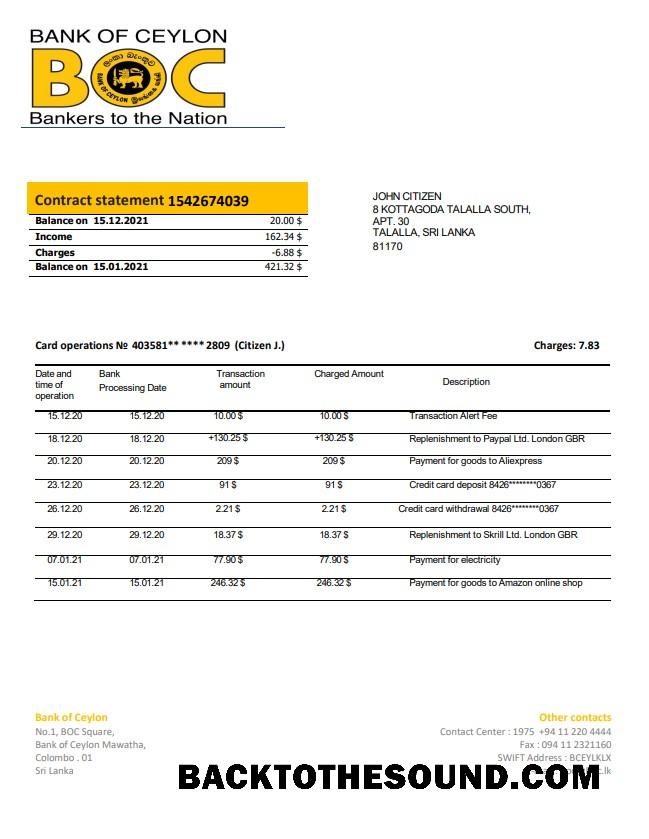 BANK OF CEYLON
BOC
BANK OF CEYLON
Bankers to the Nation
Contract statement 1542674039
Balance on 15.12.2021 20.00 $
Income 162.34 $
Charges -6.88 $
Balance on 15.01.2021 421.32 $
JOHN CITIZEN
8 KOTTAGODA TALALLA SOUTH,
APT. 30
TALALLA, SRI LANKA
81170
Card operations № 403581** **** 2809 (Citizen J.) Charges: 7.83
Date and time of operation Bank Processing Date Transaction amount Charged Amount Description
15.12.20 15.12.20 10.00 $ 10.00 $ Transaction Alert Fee
18.12.20 18.12.20 +130.25 $ +130.25 $ Replenishment to Paypal Ltd. London GBR
20.12.20 20.12.20 209 $ 209 $ Payment for goods to Aliexpress
23.12.20 23.12.20 91 $ 91 $ Credit card deposit 8426********0367
26.12.20 26.12.20 2.21 $ 2.21 $ Credit card withdrawal 8426********0367
29.12.20 29.12.20 18.37 $ 18.37 $ Replenishment to Skrill Ltd. London GBR
07.01.21 07.01.21 77.90 $ 77.90 $ Payment for electricity
15.01.21 15.01.21 246.32 $ 246.32 $ Payment for goods to Amazon online shop
Bank of Ceylon
No.1, BOC Square,
Bank of Ceylon Mawatha,
Colombo . 01
Sri Lanka
Other contacts
Contact Center : 1975 +94 11 220 4444
Fax : 094 11 2321160
SWIFT Address : BCEYLKLX
BACKTOTHESOUND.COM